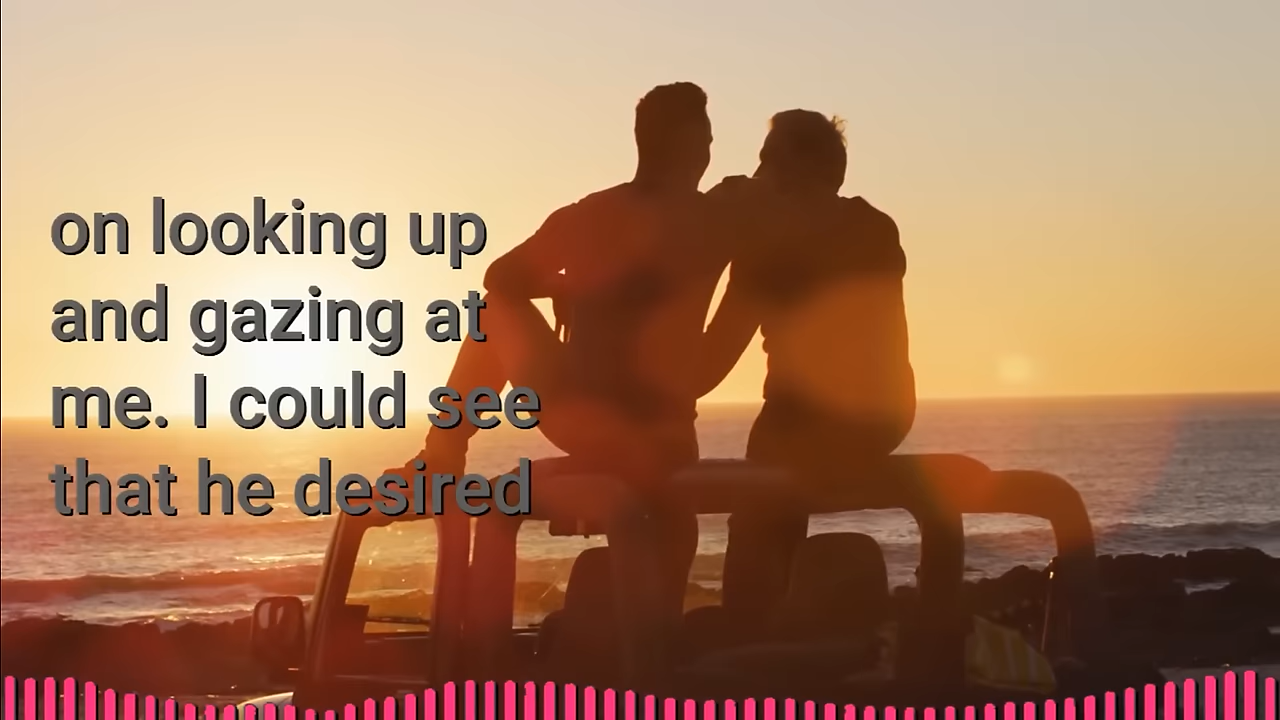 on looking up
and gazing at
me. I could see
that he desired